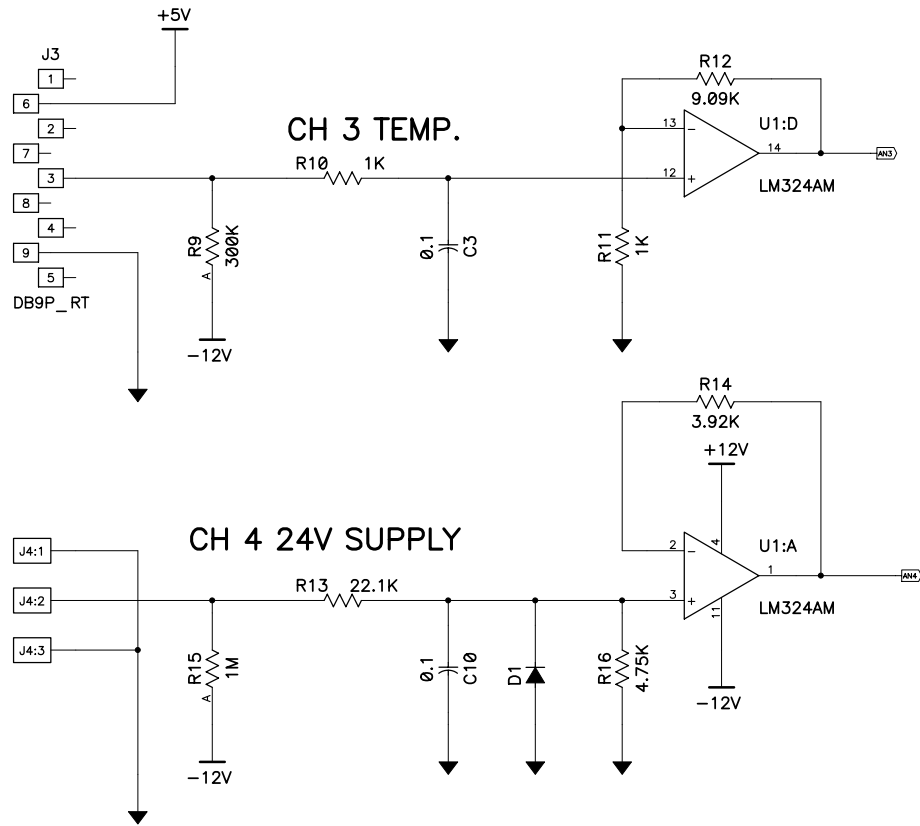 +5V
J3
1
6
2
7
3
8
4
9
5
DB9P_RT
CH 3 TEMP.
R10 1K
R9
300K
A
-12V
0.1
C3
R12
9.09K
13
-
12
+
U1:D
14
LM324AM
AN3
R11
1K
CH 4 24V SUPPLY
J4:1
J4:2
J4:3
R13 22.1K
R15
1M
A
-12V
0.1
C10
D1
R16
4.75K
R14
3.92K
+12V
4
2
-
3
+
U1:A
1
LM324AM
11
-12V
AN4